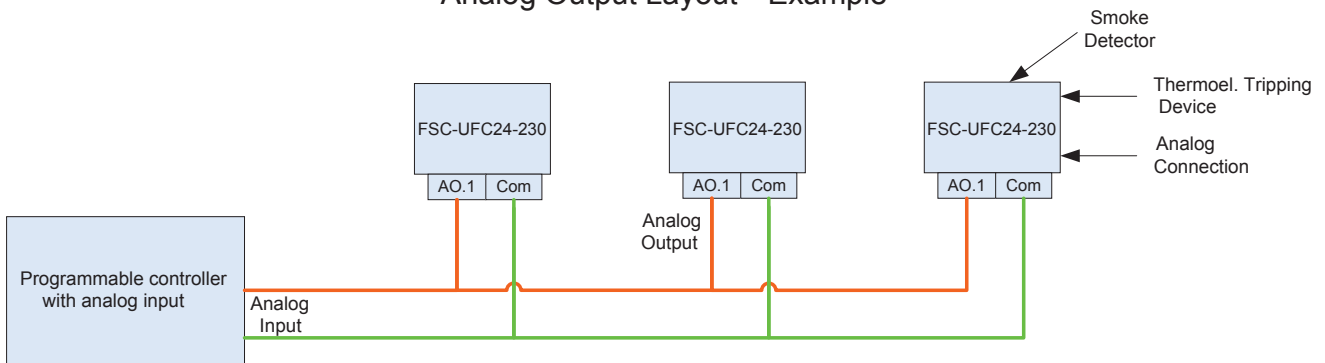 Analog Output Layout - Example
Smoke
Detector
Thermoel. Tripping
Device
Analog
Connection
FSC-UFC24-230
FSC-UFC24-230
FSC-UFC24-230
AO.1 Com
AO.1 Com
AO.1 Com
Analog
Output
Programmable controller
with analog input
Analog
Input